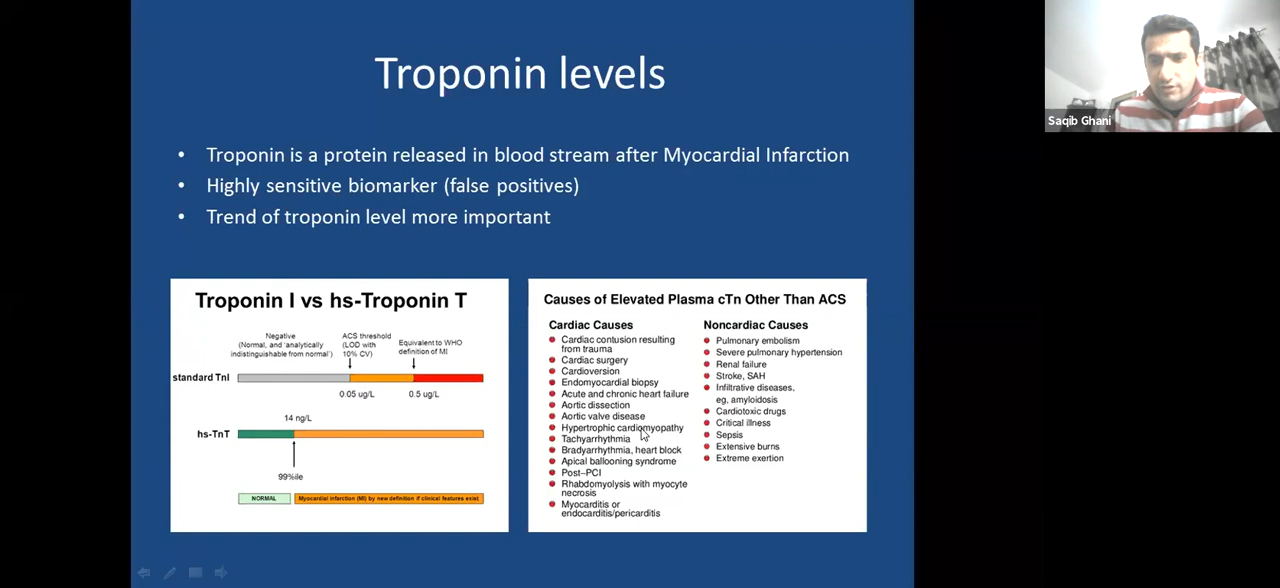 Troponin levels
Saqib Ghani
• Troponin is a protein released in blood stream after Myocardial Infarction
• Highly sensitive biomarker (false positives)
• Trend of troponin level more important
Troponin I vs hs-Troponin T
Negative
(Normal, and 'analytically
indistinguishable from normal')
ACS threshold
(LOD with
10% CV)
Equivalent to WHO
definition of MI
standard TnI
0.05 ug/L
0.5 ug/L
14 ng/L
hs-TnT
99%ile
NORMAL
Myocardial infarction (MI) by new definition if clinical features exist
Causes of Elevated Plasma cTn Other Than ACS
Cardiac Causes
Cardiac contusion resulting
from trauma
Cardiac surgery
Cardioversion
Endomyocardial biopsy
Acute and chronic heart failure
Aortic dissection
Aortic valve disease
Hypertrophic cardiomyopathy
Tachyarrhythmia
Bradyarrhythmia, heart block
Apical ballooning syndrome
Post–PCI
Rhabdomyolysis with myocyte
necrosis
Myocarditis or
endocarditis/pericarditis
Noncardiac Causes
Pulmonary embolism
Severe pulmonary hypertension
Renal failure
Stroke, SAH
Infiltrative diseases,
eg, amyloidosis
Cardiotoxic drugs
Critical illness
Sepsis
Extensive burns
Extreme exertion